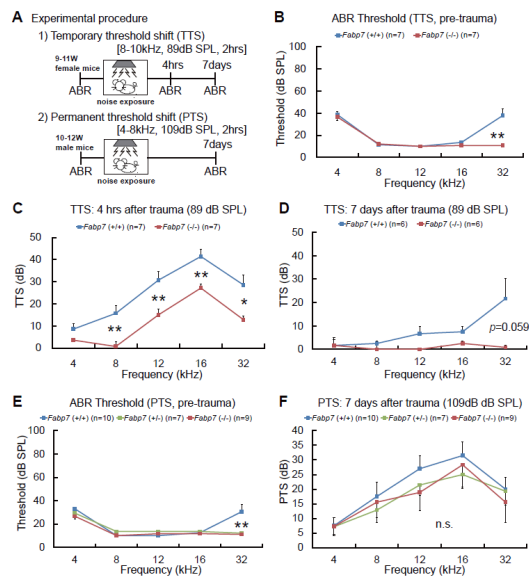 A Experimental procedure
1) Temporary threshold shift (TTS)
[8-10kHz, 89dB SPL, 2hrs]
9-11W
female mice
4hrs 7days
ABR ABR ABR
noise exposure
2) Permanent threshold shift (PTS)
[4-8kHz, 109dB SPL, 2hrs]
10-12W
male mice
7days
ABR ABR
noise exposure
B ABR Threshold (TTS, pre-trauma)
Fabp7 (+/+) (n=7) Fabp7 (-/-) (n=7)
Threshold (dB SPL)
100
80
60
40
20
0
**
4 8 12 16 32
Frequency (kHz)
C TTS: 4 hrs after trauma (89 dB SPL)
Fabp7 (+/+) (n=7) Fabp7 (-/-) (n=7)
TTS (dB)
50
40
30
20
10
0
** ** ** *
4 8 12 16 32
Frequency (kHz)
D TTS: 7 days after trauma (89 dB SPL)
Fabp7 (+/+) (n=6) Fabp7 (-/-) (n=6)
TTS (dB)
50
40
30
20
10
0
p=0.059
4 8 12 16 32
Frequency (kHz)
E ABR Threshold (PTS, pre-trauma)
Fabp7 (+/+) (n=10) Fabp7 (+/-) (n=7) Fabp7 (-/-) (n=9)
Threshold (dB SPL)
100
80
60
40
20
0
**
4 8 12 16 32
Frequency (kHz)
F PTS: 7 days after trauma (109dB dB SPL)
Fabp7 (+/+) (n=10) Fabp7 (+/-) (n=7) Fabp7 (-/-) (n=9)
PTS (dB)
50
45
40
35
30
25
20
15
10
5
0
n.s.
4 8 12 16 32
Frequency (kHz)